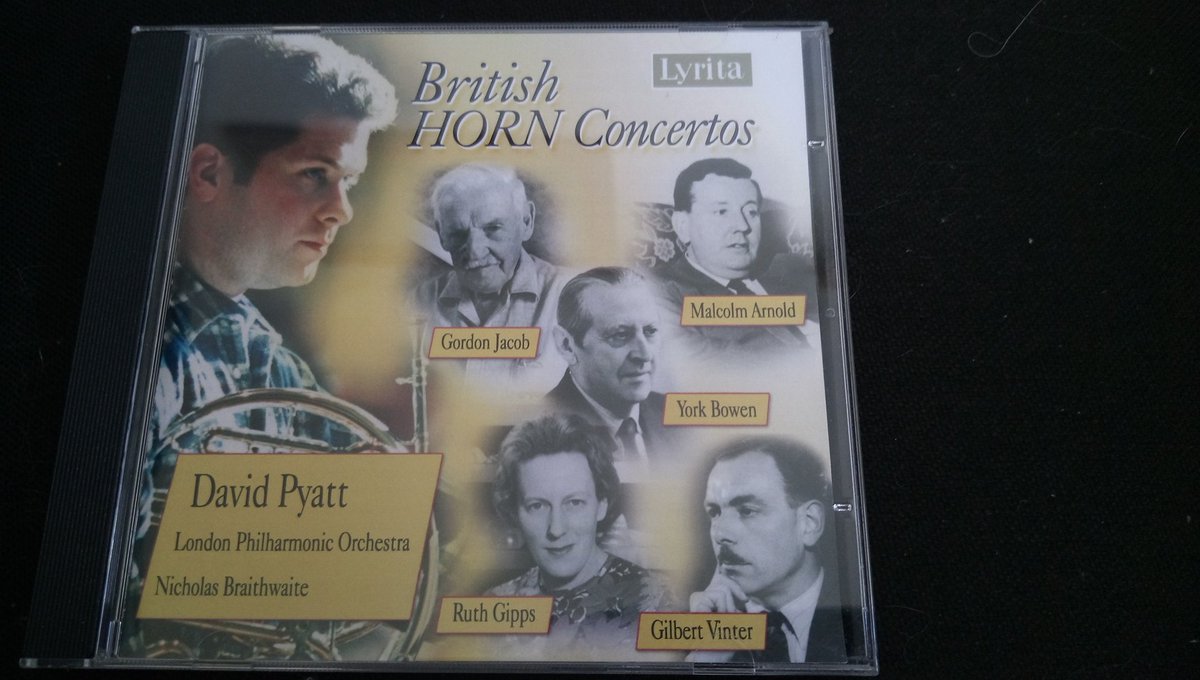 British
HORN Concertos
Lyrita
Gordon Jacob
Malcolm Arnold
York Bowen
David Pyatt
London Philharmonic Orchestra
Nicholas Braithwaite
Ruth Gipps
Gilbert Vinter